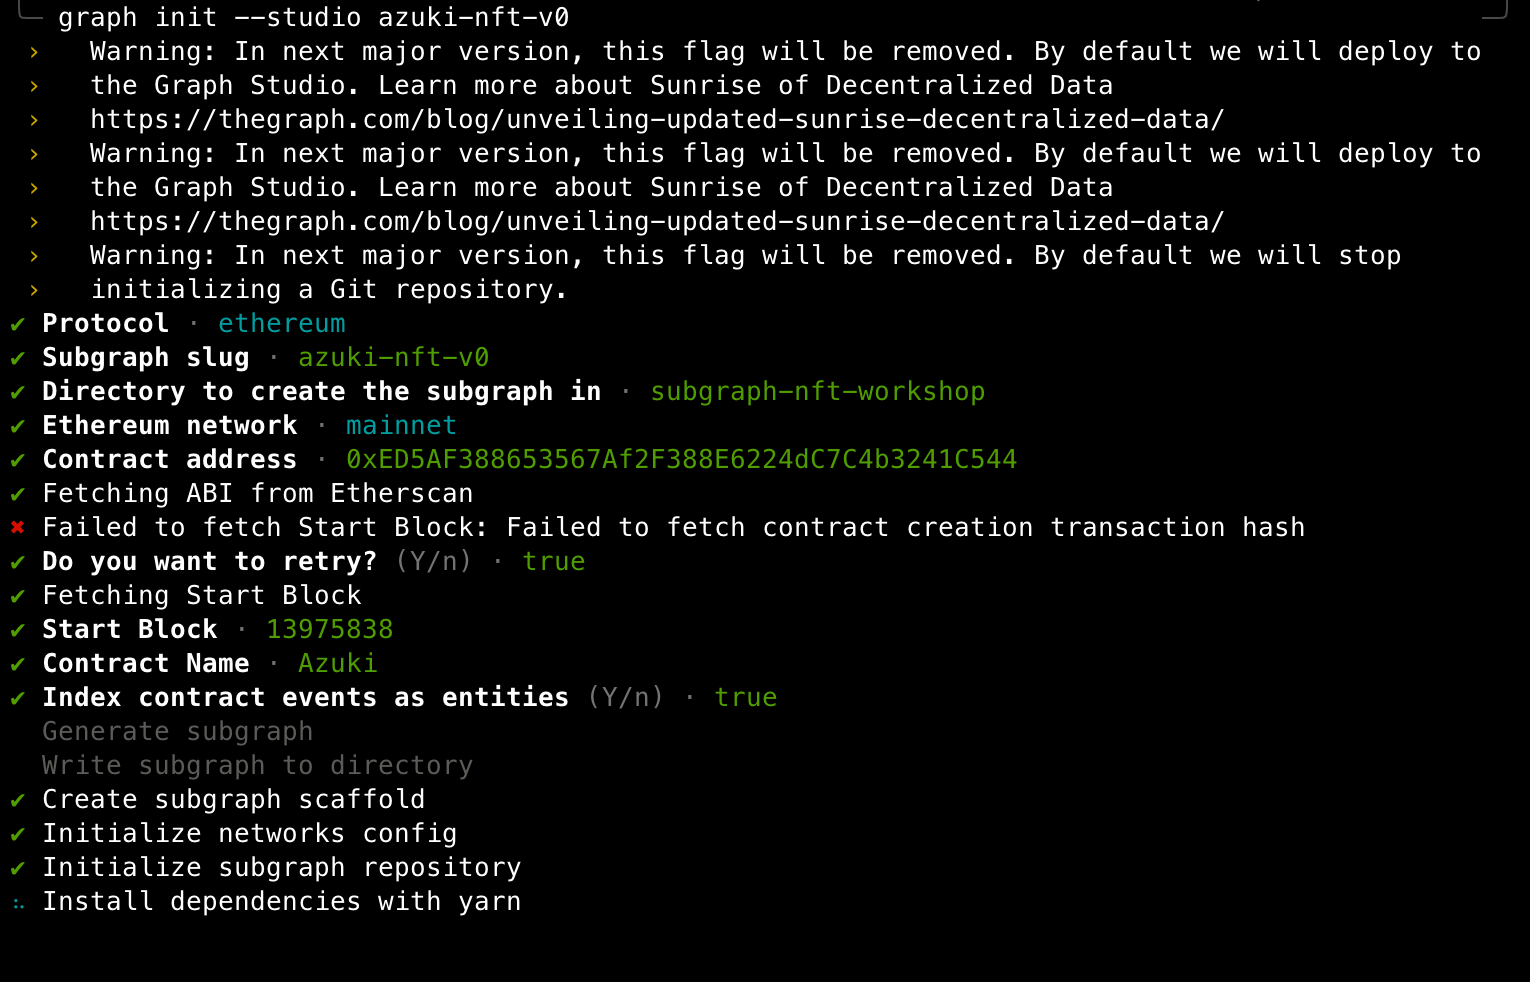 graph init --studio azuki-nft-v0
›   Warning: In next major version, this flag will be removed. By default we will deploy to
›   the Graph Studio. Learn more about Sunrise of Decentralized Data
›   https://thegraph.com/blog/unveiling-updated-sunrise-decentralized-data/
›   Warning: In next major version, this flag will be removed. By default we will deploy to
›   the Graph Studio. Learn more about Sunrise of Decentralized Data
›   https://thegraph.com/blog/unveiling-updated-sunrise-decentralized-data/
›   Warning: In next major version, this flag will be removed. By default we will stop
›   initializing a Git repository.
✔ Protocol · ethereum
✔ Subgraph slug · azuki-nft-v0
✔ Directory to create the subgraph in · subgraph-nft-workshop
✔ Ethereum network · mainnet
✔ Contract address · 0xED5AF388653567Af2F388E6224dC7C4b3241C544
✔ Fetching ABI from Etherscan
✖ Failed to fetch Start Block: Failed to fetch contract creation transaction hash
✔ Do you want to retry? (Y/n) · true
✔ Fetching Start Block
✔ Start Block · 13975838
✔ Contract Name · Azuki
✔ Index contract events as entities (Y/n) · true
Generate subgraph
Write subgraph to directory
✔ Create subgraph scaffold
✔ Initialize networks config
✔ Initialize subgraph repository
Install dependencies with yarn